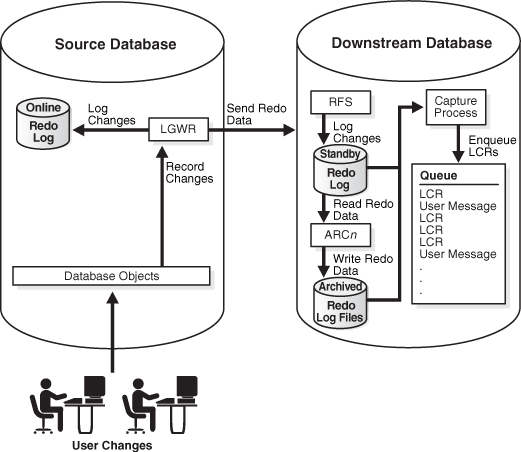 Source Database
Online
Redo
Log
Log
Changes
LGWR
Send Redo
Data
Record
Changes
Database Objects
User Changes
Downstream Database
RFS
Log
Changes
Standby
Redo
Log
Read Redo
Data
ARCn
Write Redo
Data
Archived
Redo
Log Files
Capture
Process
Enqueue
LCRs
Queue
LCR
User Message
LCR
LCR
LCR
User Message
.
.
.